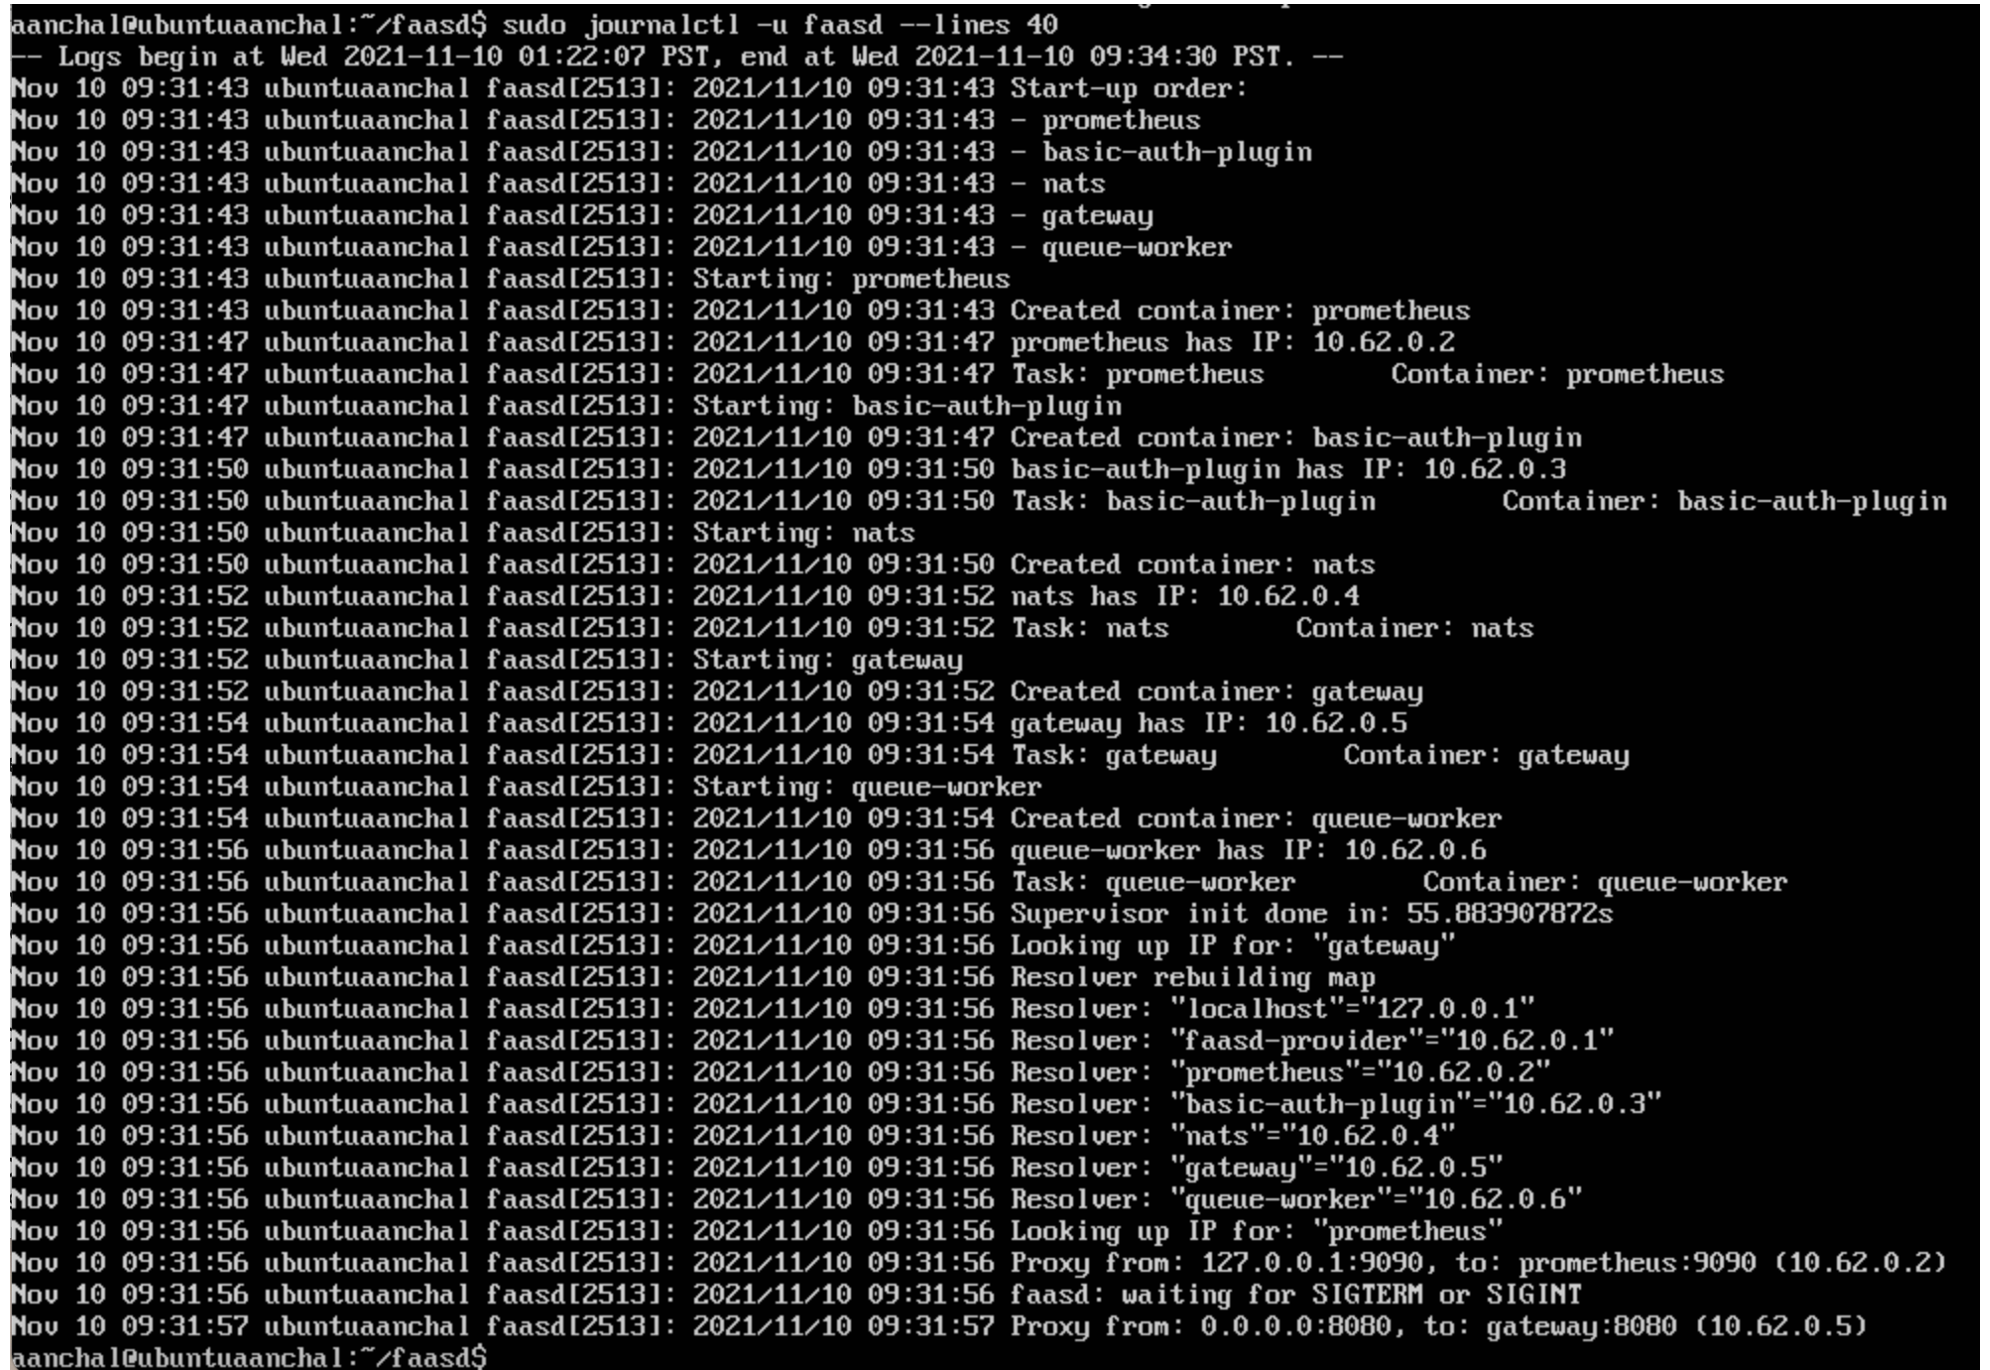 aanchal@ubuntuaanchal:~/faasd$ sudo journalctl -u faasd --lines 40
-- Logs begin at Wed 2021-11-10 01:22:07 PST, end at Wed 2021-11-10 09:34:30 PST. --
Nov 10 09:31:43 ubuntuaanchal faasd[2513]: 2021/11/10 09:31:43 Start-up order:
Nov 10 09:31:43 ubuntuaanchal faasd[2513]: 2021/11/10 09:31:43 - prometheus
Nov 10 09:31:43 ubuntuaanchal faasd[2513]: 2021/11/10 09:31:43 - basic-auth-plugin
Nov 10 09:31:43 ubuntuaanchal faasd[2513]: 2021/11/10 09:31:43 - nats
Nov 10 09:31:43 ubuntuaanchal faasd[2513]: 2021/11/10 09:31:43 - gateway
Nov 10 09:31:43 ubuntuaanchal faasd[2513]: 2021/11/10 09:31:43 - queue-worker
Nov 10 09:31:43 ubuntuaanchal faasd[2513]: Starting: prometheus
Nov 10 09:31:43 ubuntuaanchal faasd[2513]: 2021/11/10 09:31:43 Created container: prometheus
Nov 10 09:31:47 ubuntuaanchal faasd[2513]: 2021/11/10 09:31:47 prometheus has IP: 10.62.0.2
Nov 10 09:31:47 ubuntuaanchal faasd[2513]: 2021/11/10 09:31:47 Task: prometheus        Container: prometheus
Nov 10 09:31:47 ubuntuaanchal faasd[2513]: Starting: basic-auth-plugin
Nov 10 09:31:47 ubuntuaanchal faasd[2513]: 2021/11/10 09:31:47 Created container: basic-auth-plugin
Nov 10 09:31:50 ubuntuaanchal faasd[2513]: 2021/11/10 09:31:50 basic-auth-plugin has IP: 10.62.0.3
Nov 10 09:31:50 ubuntuaanchal faasd[2513]: 2021/11/10 09:31:50 Task: basic-auth-plugin        Container: basic-auth-plugin
Nov 10 09:31:50 ubuntuaanchal faasd[2513]: Starting: nats
Nov 10 09:31:50 ubuntuaanchal faasd[2513]: 2021/11/10 09:31:50 Created container: nats
Nov 10 09:31:52 ubuntuaanchal faasd[2513]: 2021/11/10 09:31:52 nats has IP: 10.62.0.4
Nov 10 09:31:52 ubuntuaanchal faasd[2513]: 2021/11/10 09:31:52 Task: nats        Container: nats
Nov 10 09:31:52 ubuntuaanchal faasd[2513]: Starting: gateway
Nov 10 09:31:52 ubuntuaanchal faasd[2513]: 2021/11/10 09:31:52 Created container: gateway
Nov 10 09:31:54 ubuntuaanchal faasd[2513]: 2021/11/10 09:31:54 gateway has IP: 10.62.0.5
Nov 10 09:31:54 ubuntuaanchal faasd[2513]: 2021/11/10 09:31:54 Task: gateway        Container: gateway
Nov 10 09:31:54 ubuntuaanchal faasd[2513]: Starting: queue-worker
Nov 10 09:31:54 ubuntuaanchal faasd[2513]: 2021/11/10 09:31:54 Created container: queue-worker
Nov 10 09:31:56 ubuntuaanchal faasd[2513]: 2021/11/10 09:31:56 queue-worker has IP: 10.62.0.6
Nov 10 09:31:56 ubuntuaanchal faasd[2513]: 2021/11/10 09:31:56 Task: queue-worker        Container: queue-worker
Nov 10 09:31:56 ubuntuaanchal faasd[2513]: 2021/11/10 09:31:56 Supervisor init done in: 55.883907872s
Nov 10 09:31:56 ubuntuaanchal faasd[2513]: 2021/11/10 09:31:56 Looking up IP for: "gateway"
Nov 10 09:31:56 ubuntuaanchal faasd[2513]: 2021/11/10 09:31:56 Resolver rebuilding map
Nov 10 09:31:56 ubuntuaanchal faasd[2513]: 2021/11/10 09:31:56 Resolver: "localhost"="127.0.0.1"
Nov 10 09:31:56 ubuntuaanchal faasd[2513]: 2021/11/10 09:31:56 Resolver: "faasd-provider"="10.62.0.1"
Nov 10 09:31:56 ubuntuaanchal faasd[2513]: 2021/11/10 09:31:56 Resolver: "prometheus"="10.62.0.2"
Nov 10 09:31:56 ubuntuaanchal faasd[2513]: 2021/11/10 09:31:56 Resolver: "basic-auth-plugin"="10.62.0.3"
Nov 10 09:31:56 ubuntuaanchal faasd[2513]: 2021/11/10 09:31:56 Resolver: "nats"="10.62.0.4"
Nov 10 09:31:56 ubuntuaanchal faasd[2513]: 2021/11/10 09:31:56 Resolver: "gateway"="10.62.0.5"
Nov 10 09:31:56 ubuntuaanchal faasd[2513]: 2021/11/10 09:31:56 Resolver: "queue-worker"="10.62.0.6"
Nov 10 09:31:56 ubuntuaanchal faasd[2513]: 2021/11/10 09:31:56 Looking up IP for: "prometheus"
Nov 10 09:31:56 ubuntuaanchal faasd[2513]: 2021/11/10 09:31:56 Proxy from: 127.0.0.1:9090, to: prometheus:9090 (10.62.0.2)
Nov 10 09:31:56 ubuntuaanchal faasd[2513]: 2021/11/10 09:31:56 faasd: waiting for SIGTERM or SIGINT
Nov 10 09:31:57 ubuntuaanchal faasd[2513]: 2021/11/10 09:31:57 Proxy from: 0.0.0.0:8080, to: gateway:8080 (10.62.0.5)
aanchal@ubuntuaanchal:~/faasd$